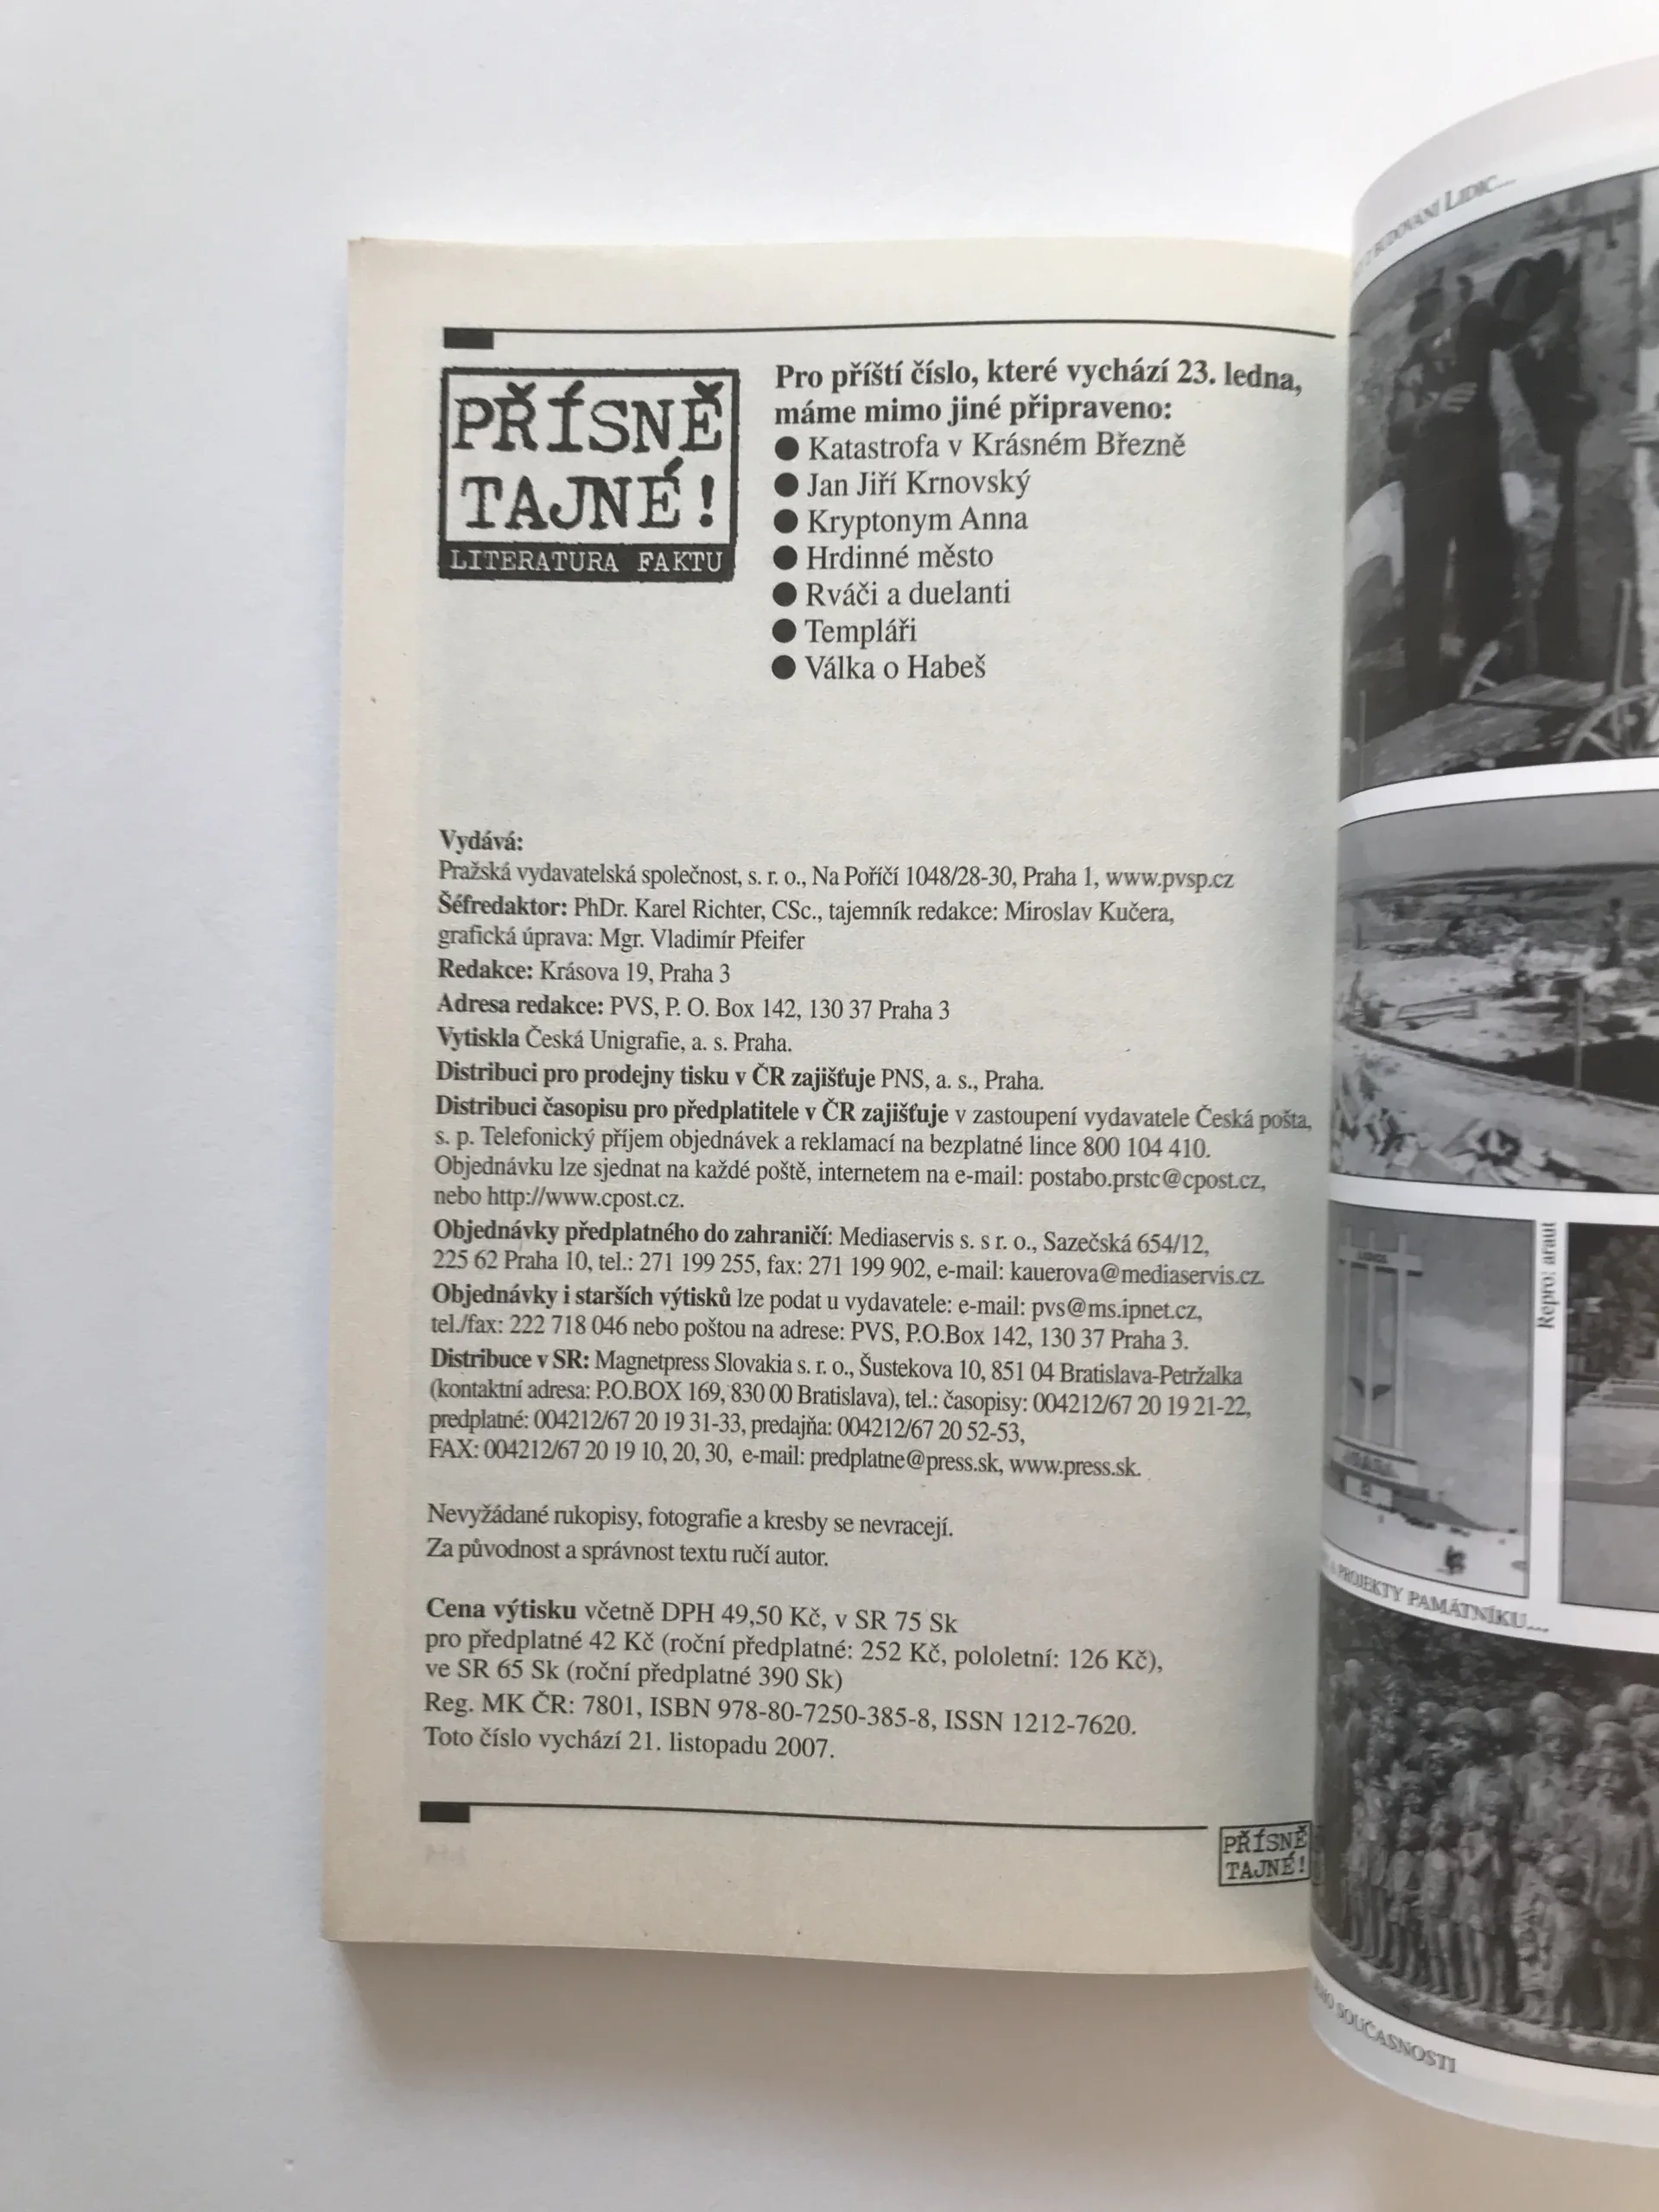 PŘÍSNĚ
TAJNÉ!
LITERATURA FAKTU
Pro příští číslo, které vychází 23. ledna,
máme mimo jiné připraveno:
● Katastrofa v Krásném Březně
● Jan Jiří Krnovský
● Kryptonym Anna
● Hrdinné město
● Rváči a duelanti
● Templáři
● Válka o Habeš
Vydává:
Pražská vydavatelská společnost, s. r. o., Na Poříčí 1048/28-30, Praha 1, www.pvsp.cz
Šéfredaktor: PhDr. Karel Richter, CSc., tajemník redakce: Miroslav Kučera,
grafická úprava: Mgr. Vladimír Pfeifer
Redakce: Krásova 19, Praha 3
Adresa redakce: PVS, P. O. Box 142, 130 37 Praha 3
Vytiskla Česká Unigrafie, a. s. Praha.
Distribuci pro prodejny tisku v ČR zajišťuje PNS, a. s., Praha.
Distribuci časopisu pro předplatitele v ČR zajišťuje v zastoupení vydavatele Česká pošta,
s. p. Telefonický příjem objednávek a reklamací na bezplatné lince 800 104 410.
Objednávku lze sjednat na každé poště, internetem na e-mail: postabo.prstc@cpost.cz,
nebo http://www.cpost.cz.
Objednávky předplatného do zahraničí: Mediaservis s. s r. o., Sazečská 654/12,
225 62 Praha 10, tel.: 271 199 255, fax: 271 199 902, e-mail: kauerova@mediaservis.cz.
Objednávky i starších výtisků lze podat u vydavatele: e-mail: pvs@ms.ipnet.cz,
tel./fax: 222 718 046 nebo poštou na adrese: PVS, P.O.Box 142, 130 37 Praha 3.
Distribuce v SR: Magnetpress Slovakia s. r. o., Šustekova 10, 851 04 Bratislava-Petržalka
(kontaktní adresa: P.O.BOX 169, 830 00 Bratislava), tel.: časopisy: 004212/67 20 19 21-22,
predplatné: 004212/67 20 19 31-33, predajňa: 004212/67 20 52-53,
FAX: 004212/67 20 19 10, 20, 30, e-mail: predplatne@press.sk, www.press.sk.
Nevyžádané rukopisy, fotografie a kresby se nevracejí.
Za původnost a správnost textu ručí autor.
Cena výtisku včetně DPH 49,50 Kč, v SR 75 Sk
pro předplatné 42 Kč (roční předplatné: 252 Kč, pololetní: 126 Kč),
ve SR 65 Sk (roční předplatné 390 Sk)
Reg. MK ČR: 7801, ISBN 978-80-7250-385-8, ISSN 1212-7620.
Toto číslo vychází 21. listopadu 2007.
PŘÍSNĚ
TAJNÉ!
BUDOVANI LIDIC...
Repro: araut
A PROJEKTY PAMÁTNÍKU...
SOUČASNOSTI